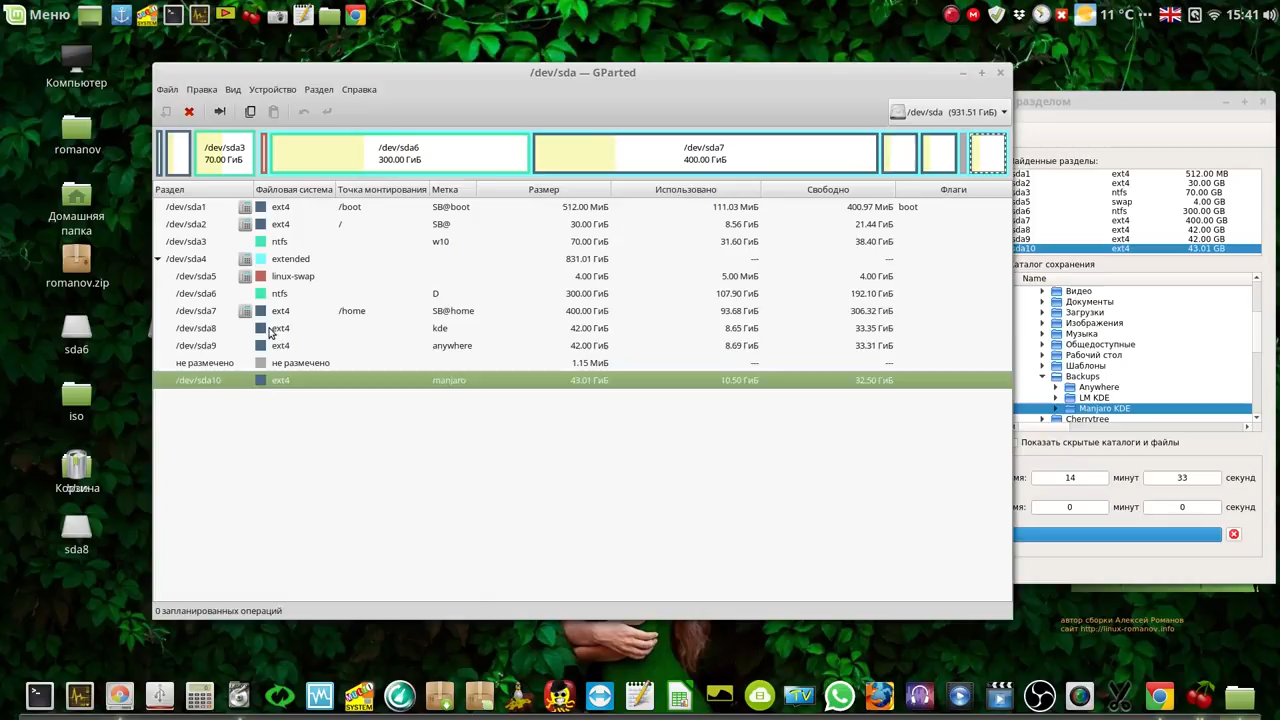 Меню
11 °C
15:41
Компьютер
romanov
Домашняя
папка
romanov.zip
sda6
iso
Корзина
sda8
/dev/sda — GParted
Файл Правка Вид Устройство Раздел Справка
/dev/sda (931.51 ГиБ)
/dev/sda3
70.00 ГиБ
/dev/sda6
300.00 ГиБ
/dev/sda7
400.00 ГиБ
Раздел Файловая система Точка монтирования Метка Размер Использовано Свободно Флаги
/dev/sda1 ext4 /boot SB@boot 512.00 МиБ 111.03 МиБ 400.97 МиБ boot
/dev/sda2 ext4 / SB@ 30.00 ГиБ 8.56 ГиБ 21.44 ГиБ
/dev/sda3 ntfs w10 70.00 ГиБ 31.60 ГиБ 38.40 ГиБ
/dev/sda4 extended 831.01 ГиБ --- ---
/dev/sda5 linux-swap 4.00 ГиБ 5.00 МиБ 4.00 ГиБ
/dev/sda6 ntfs D 300.00 ГиБ 107.90 ГиБ 192.10 ГиБ
/dev/sda7 ext4 /home SB@home 400.00 ГиБ 93.68 ГиБ 306.32 ГиБ
/dev/sda8 ext4 kde 42.00 ГиБ 8.65 ГиБ 33.35 ГиБ
/dev/sda9 ext4 anywhere 42.00 ГиБ 8.69 ГиБ 33.31 ГиБ
не размечено не размечено 1.15 МиБ --- ---
/dev/sda10 ext4 manjaro 43.01 ГиБ 10.50 ГиБ 32.50 ГиБ
0 запланированных операций
разделом
Найденные разделы:
sda1 ext4 512.00 MB
sda2 ext4 30.00 GB
sda3 ntfs 70.00 GB
sda5 swap 4.00 GB
sda6 ntfs 300.00 GB
sda7 ext4 400.00 GB
sda8 ext4 42.00 GB
sda9 ext4 42.00 GB
sda10 ext4 43.01 GB
каталог сохранения
Name
Видео
Документы
Загрузки
Изображения
Музыка
Общедоступные
Рабочий стол
Шаблоны
Backups
Anywhere
LM KDE
Manjaro KDE
Cherrytree
Показать скрытые каталоги и файлы
мя: 14 минут 33 секунд
мя: 0 минут 0 секунд
автор сборки Алексей Романов
сайт http://linux-romanov.info